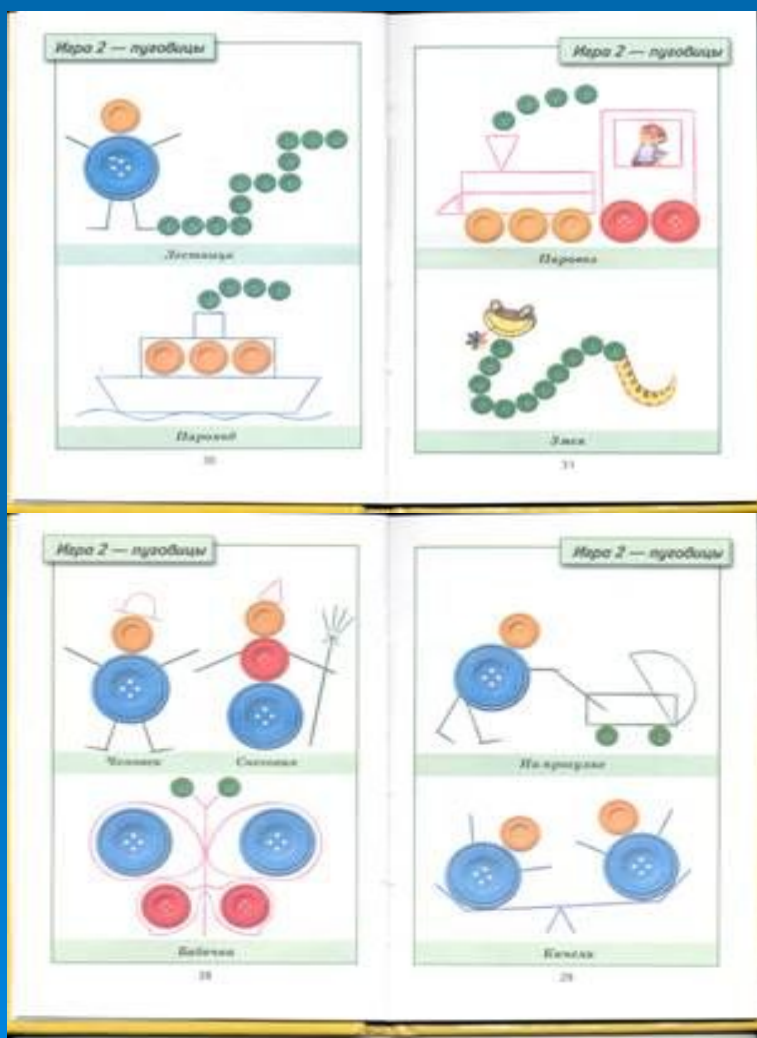 Игра 2 — пуговицы
Игра 2 — пуговицы
Лестница
Паровоз
Пароход
Змея
30
31
Игра 2 — пуговицы
Игра 2 — пуговицы
Человек
Снеговик
На прогулке
Бабочка
Качели
28
29